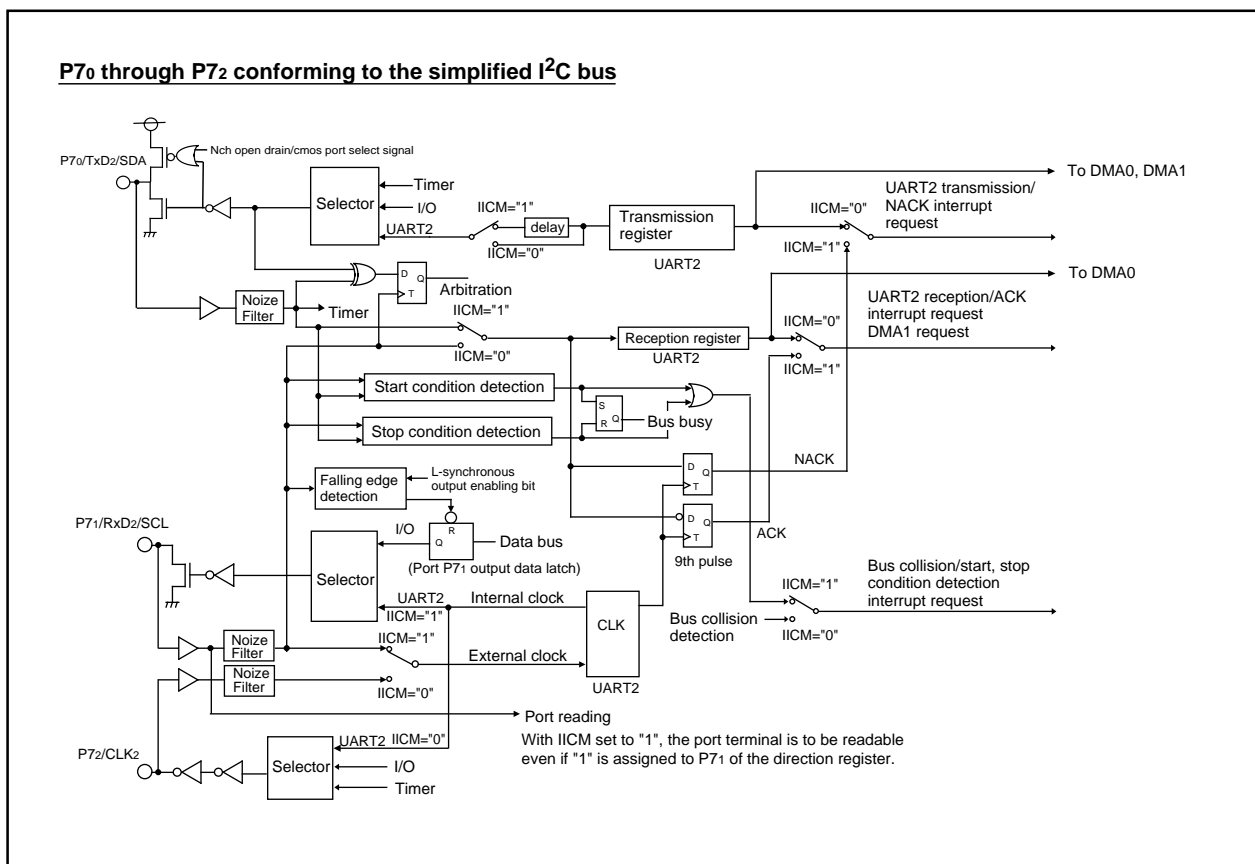 P70 through P72 conforming to the simplified I2C bus
Nch open drain/cmos port select signal
P70/TxD2/SDA
Selector
Timer
I/O
UART2
IICM="1"
delay
IICM="0"
Transmission
register
UART2
To DMA0, DMA1
IICM="0"
IICM="1"
UART2 transmission/
NACK interrupt
request
To DMA0
D
Q
T
Arbitration
Noize
Filter
Timer
IICM="1"
IICM="0"
Reception register
UART2
IICM="0"
IICM="1"
UART2 reception/ACK
interrupt request
DMA1 request
Start condition detection
Stop condition detection
S
R
Q
Bus busy
NACK
D
Q
T
D
Q
T
ACK
9th pulse
Falling edge
detection
L-synchronous
output enabling bit
P71/RxD2/SCL
I/O
R
Q
Data bus
(Port P71 output data latch)
Selector
UART2
IICM="1"
Internal clock
CLK
UART2
Bus collision
detection
IICM="1"
IICM="0"
Bus collision/start, stop
condition detection
interrupt request
Noize
Filter
IICM="1"
External clock
Noize
Filter
IICM="0"
Port reading
With IICM set to "1", the port terminal is to be readable
even if "1" is assigned to P71 of the direction register.
P72/CLK2
Selector
UART2
IICM="0"
I/O
Timer